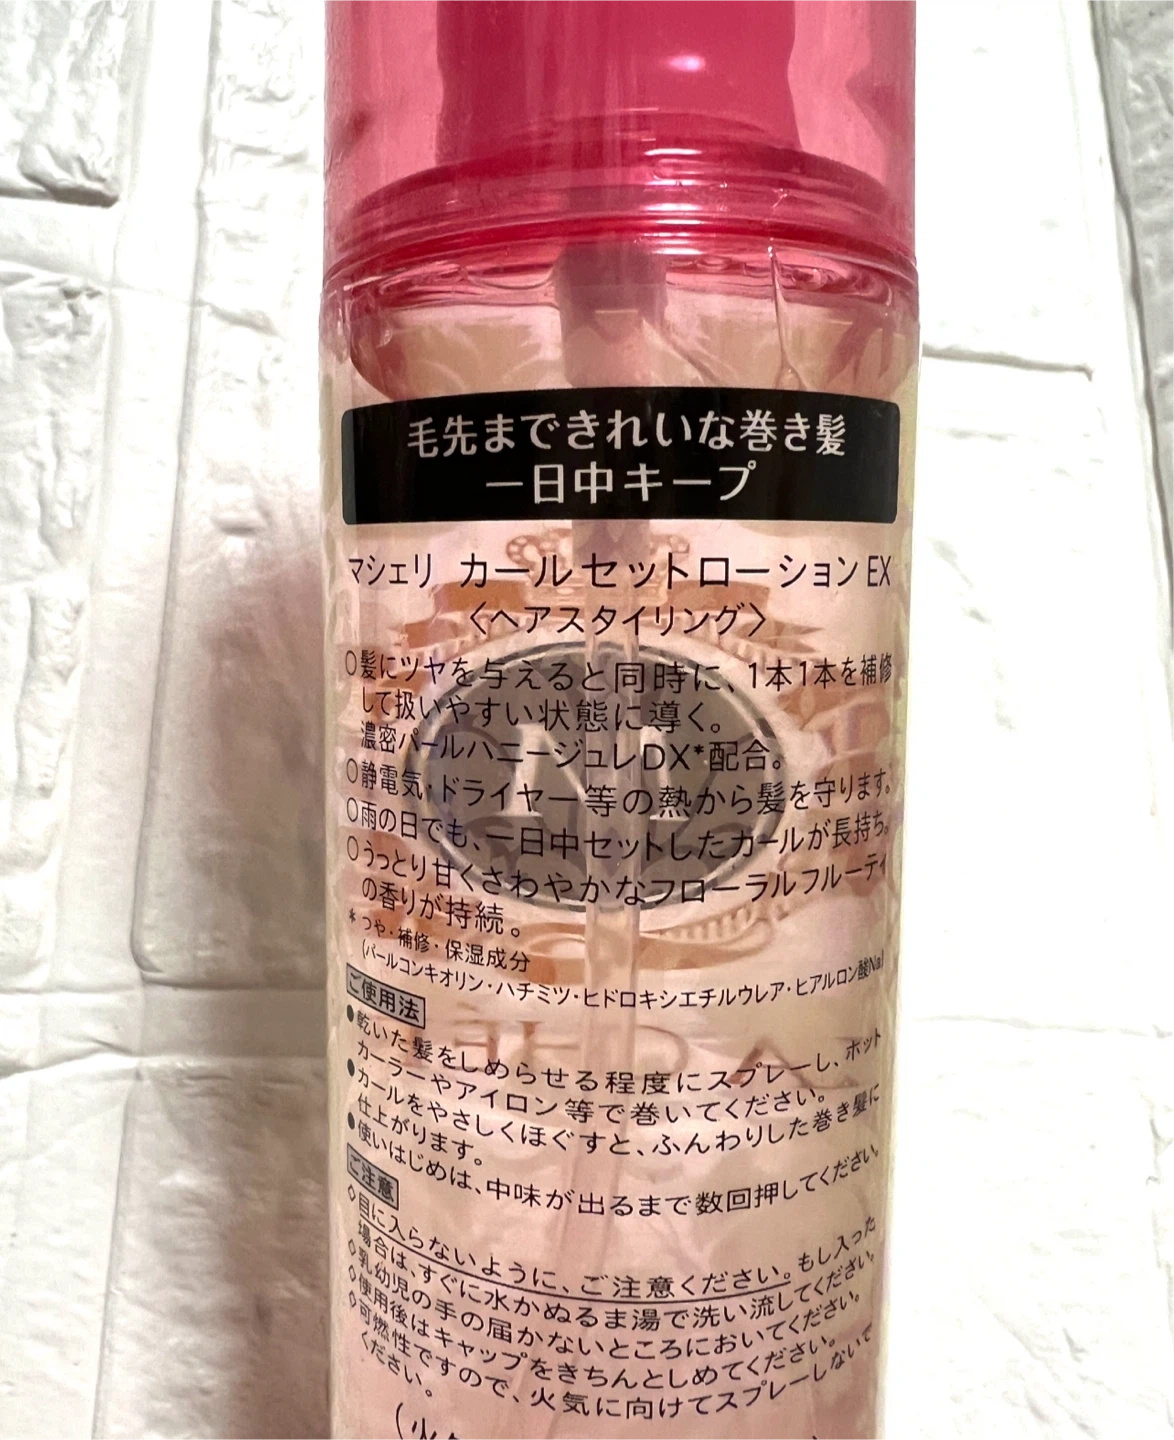 毛先まできれいな巻き髪
一日中キープ
マシェリ カールセットローションEX
〈ヘアスタイリング〉
○髪にツヤを与えると同時に、1本1本を補修
して扱いやすい状態に導く。
濃密パールハニージュレDX*配合。
○静電気・ドライヤー等の熱から髪を守ります。
○雨の日でも、一日中セットしたカールが長持ち。
○うっとり甘くさわやかなフローラルフルーティ
の香りが持続。
* つや・補修・保湿成分
(パールコンキオリン・ハチミツ・ヒドロキシエチルウレア・ヒアルロン酸Na)
ご使用法
●乾いた髪をしめらせる程度にスプレーし、ホット
カーラーやアイロン等で巻いてください。
●カールをやさしくほぐすと、ふんわりした巻き髪に
仕上がります。
●使いはじめは、中味が出るまで数回押してください。
ご注意
◇目に入らないように、ご注意ください。もし入った
場合は、すぐに水かぬるま湯で洗い流してください。
◇乳幼児の手の届かないところにおいてください。
◇使用後はキャップをきちんとしめてください。
◇可燃性ですので、火気に向けてスプレーしないで
ください。